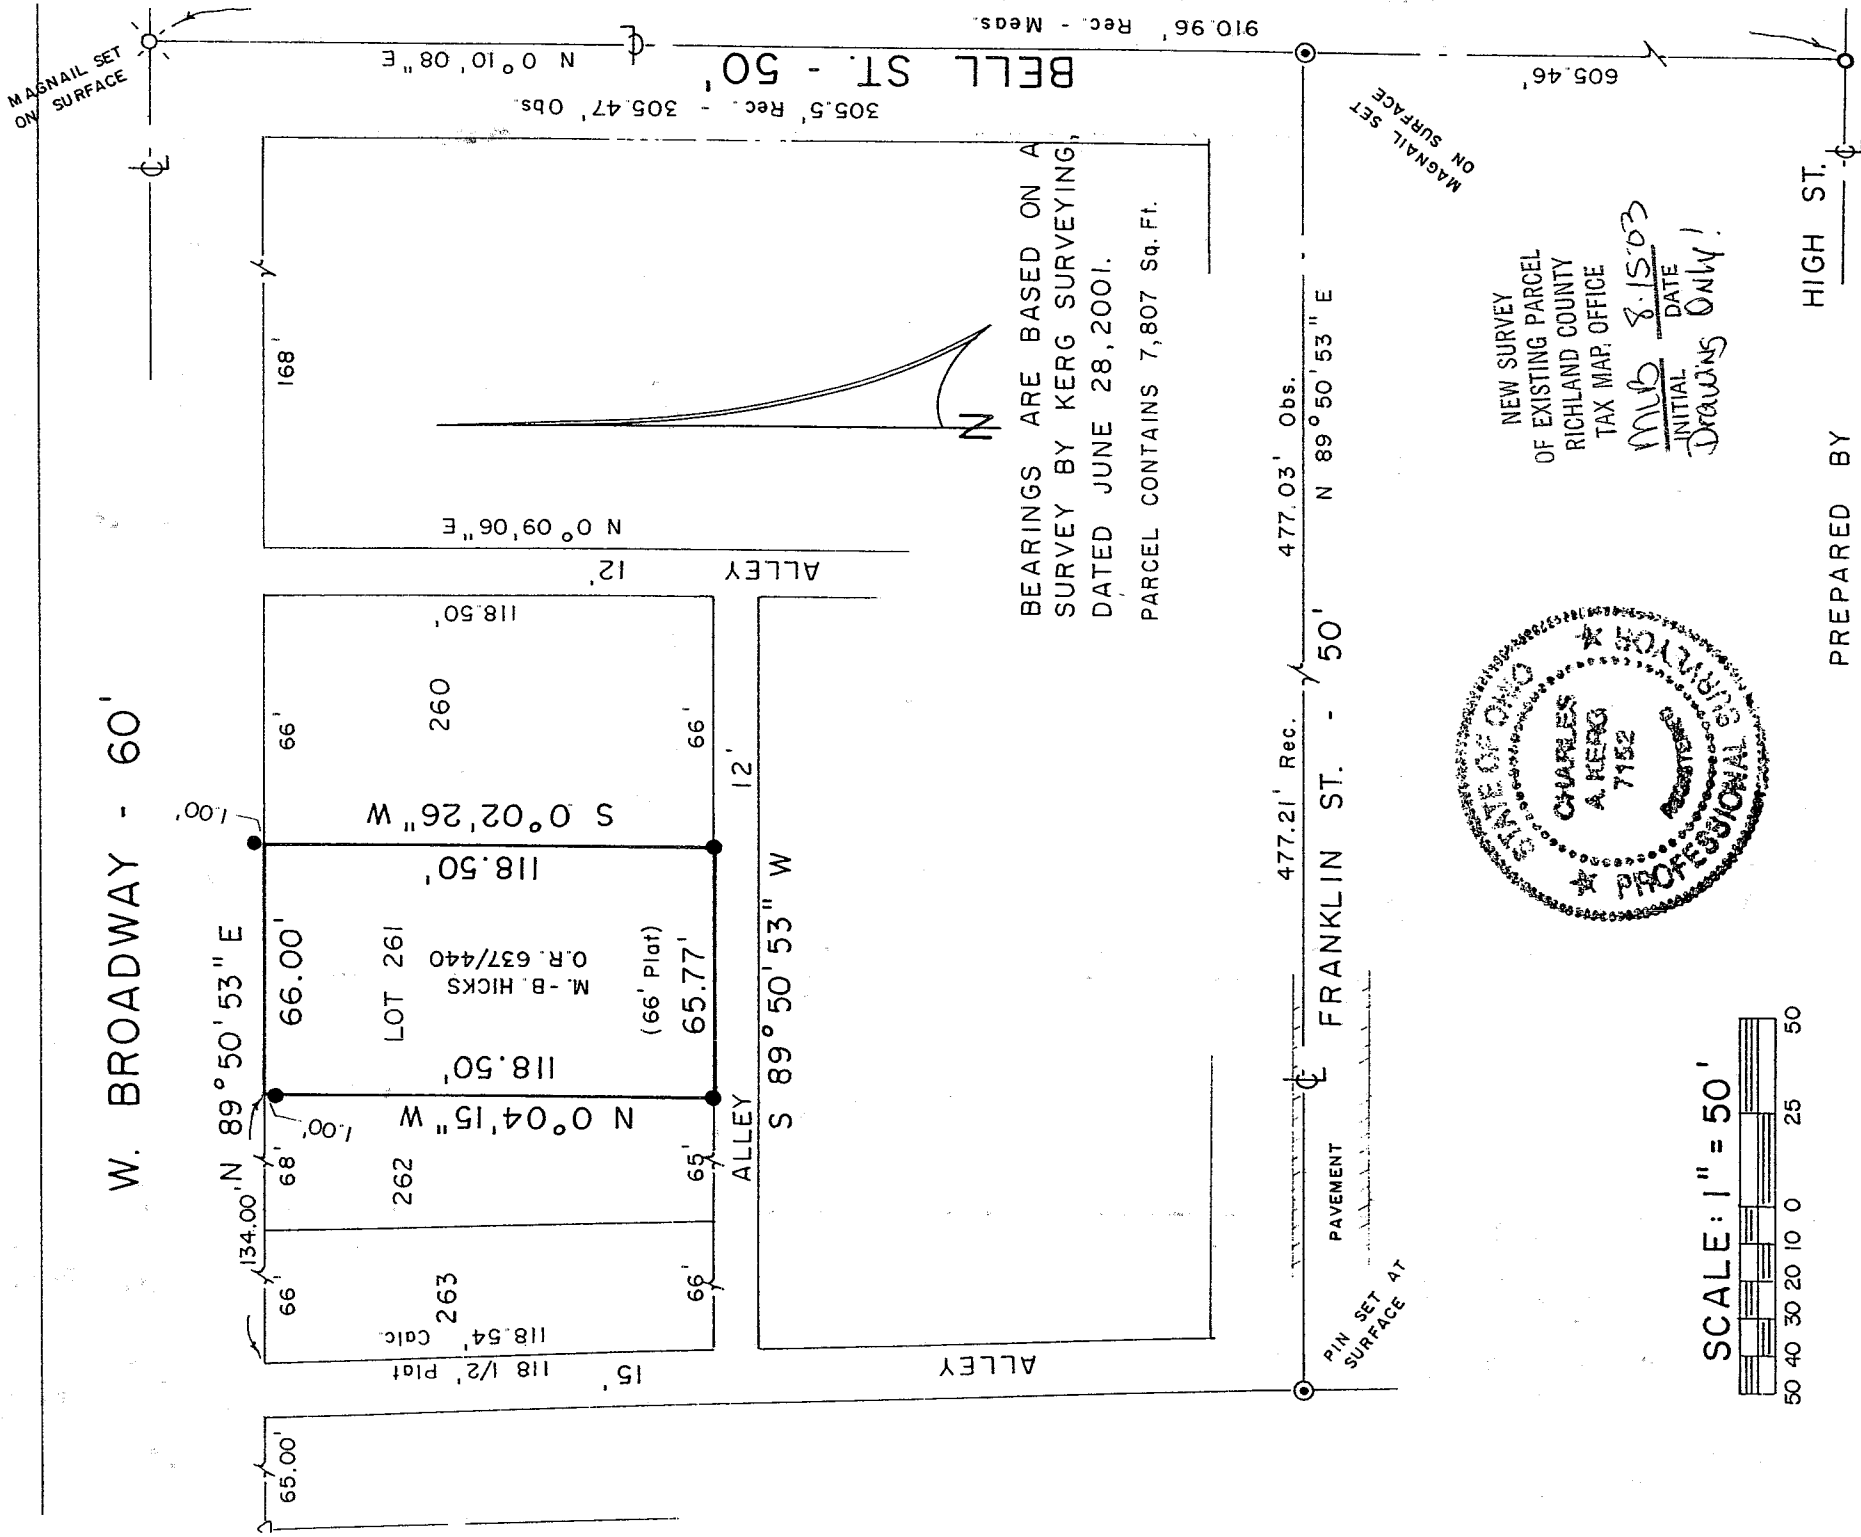 MAGNAIL SET
ON SURFACE
W. BROADWAY - 60'
N 0° 10' 08" E
910.96' Rec. - Meas.
BELL ST. - 50'
305.5' Rec. - 305.47' Obs.
168'
N 0° 09' 06" E
12'
ALLEY
118.50'
260
66'
66'
12'
1.00'
S 0° 02' 26" W
118.50'
N 89° 50' 53" E
66.00'
LOT 261
M. - B. HICKS
O.R. 637/440
(66' Plat)
65.77'
S 89° 50' 53" W
118.50'
N 0° 04' 15" W
1.00'
134.00'
68'
262
65'
ALLEY
66'
263
66'
118.54' Calc.
118 1/2' Plat
15'
ALLEY
65.00'
N
BEARINGS ARE BASED ON A
SURVEY BY KERG SURVEYING,
DATED JUNE 28, 2001.
PARCEL CONTAINS 7,807 Sq. Ft.
477.21' Rec.
477.03' Obs.
N 89° 50' 53" E
FRANKLIN ST. - 50'
PAVEMENT
PIN SET AT
SURFACE
MAGNAIL SET
ON SURFACE
605.46'
HIGH ST.
NEW SURVEY
OF EXISTING PARCEL
RICHLAND COUNTY
TAX MAP OFFICE
MLB 8.15.03
INITIAL DATE
Drawing Only!
STATE OF OHIO
CHARLES
A. KERG
7152
REGISTERED
PROFESSIONAL SURVEYOR
SCALE: 1" = 50'
50 40 30 20 10 0 25 50
PREPARED BY